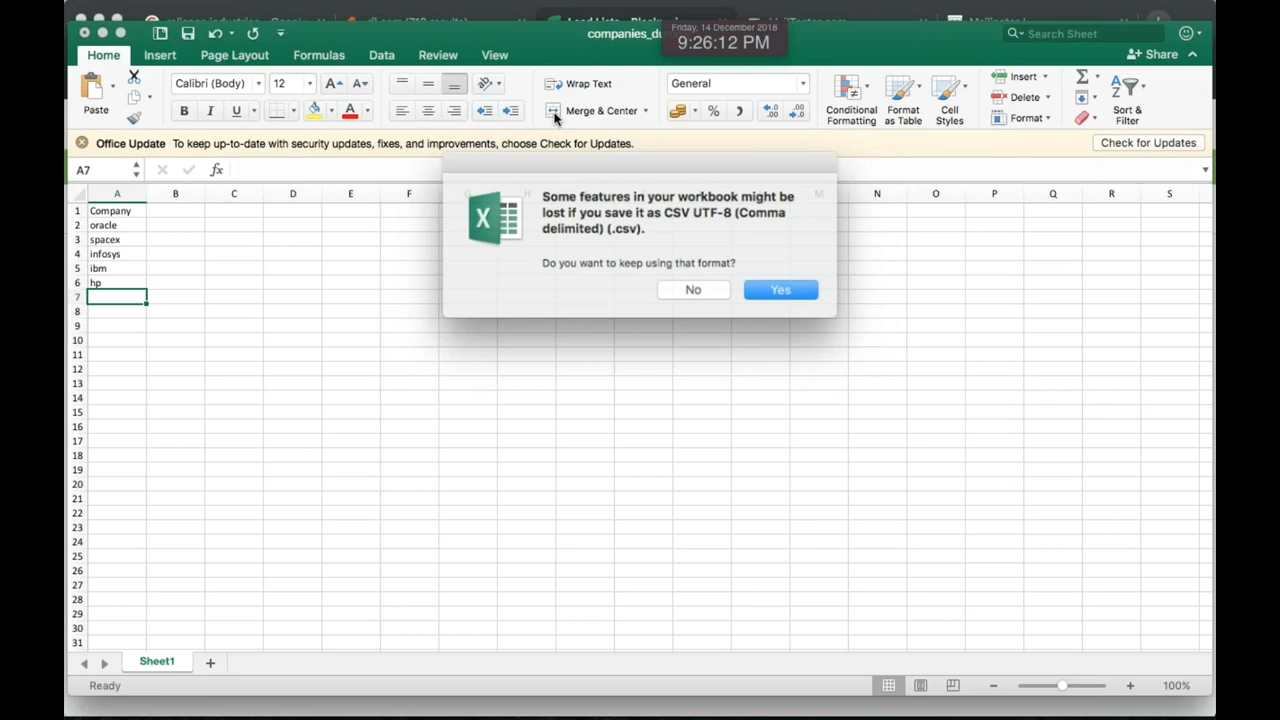 Friday, 14 December 2018
9:26:12 PM
companies_du
Search Sheet
Home Insert Page Layout Formulas Data Review View
Share
Paste
Calibri (Body) 12 A A
B I U A
Wrap Text
Merge & Center
General
%
Conditional Formatting
Format as Table
Cell Styles
Insert
Delete
Format
Sort & Filter
Office Update To keep up-to-date with security updates, fixes, and improvements, choose Check for Updates.
Check for Updates
A7
fx
A B C D E F G H M N O P Q R S
1 Company
2 oracle
3 spacex
4 infosys
5 ibm
6 hp
7
8
9
10
11
12
13
14
15
16
17
18
19
20
21
22
23
24
25
26
27
28
29
30
31
Some features in your workbook might be
lost if you save it as CSV UTF-8 (Comma
delimited) (.csv).
Do you want to keep using that format?
No Yes
Sheet1
Ready
100%